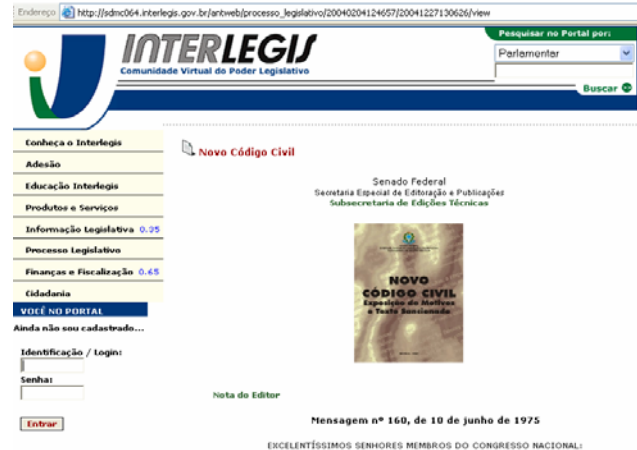 Endereço http://sdmc064.interlegis.gov.br/antweb/processo_legislativo/20040204124657/20041227130626/view
INTERLEGIS
Comunidade Virtual do Poder Legislativo
Pesquisar no Portal por:
Parlamentar
Buscar
Conheça o Interlegis
Adesão
Educação Interlegis
Produtos e Serviços
Informação Legislativa 0.35
Processo Legislativo
Finanças e Fiscalização 0.65
Cidadania
VOCÊ NO PORTAL
Ainda não sou cadastrado...
Identificação / Login:
Senha:
Entrar
Novo Código Civil
Senado Federal
Secretaria Especial de Editoração e Publicações
Subsecretaria de Edições Técnicas
NOVO
CÓDIGO CIVIL
Exposição de Motivos
e Texto Sancionado
Nota do Editor
Mensagem nº 160, de 10 de junho de 1975
EXCELENTÍSSIMOS SENHORES MEMBROS DO CONGRESSO NACIONAL: